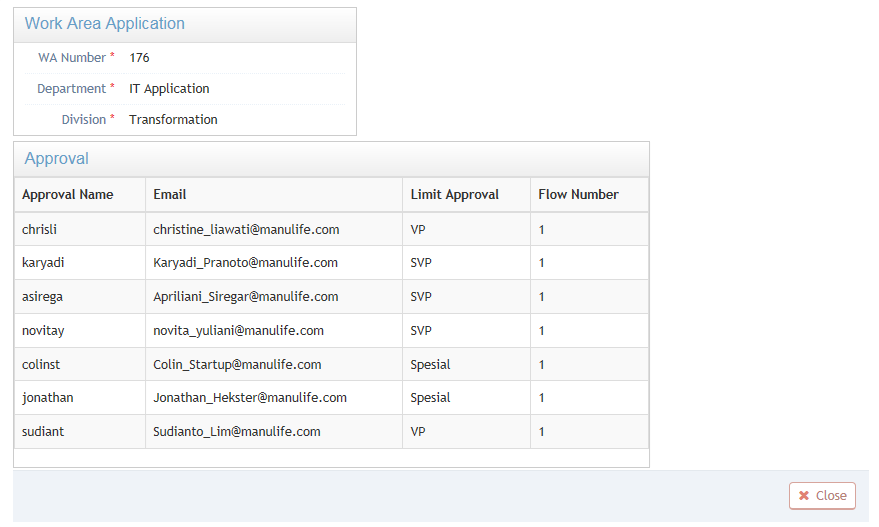 Work Area Application
WA Number * 176
Department * IT Application
Division * Transformation
Approval
Approval Name Email Limit Approval Flow Number
chrisli christine_liawati@manulife.com VP 1
karyadi Karyadi_Pranoto@manulife.com SVP 1
asirega Apriliani_Siregar@manulife.com SVP 1
novitay novita_yuliani@manulife.com SVP 1
colinst Colin_Startup@manulife.com Spesial 1
jonathan Jonathan_Hekster@manulife.com Spesial 1
sudiant Sudianto_Lim@manulife.com VP 1
Close